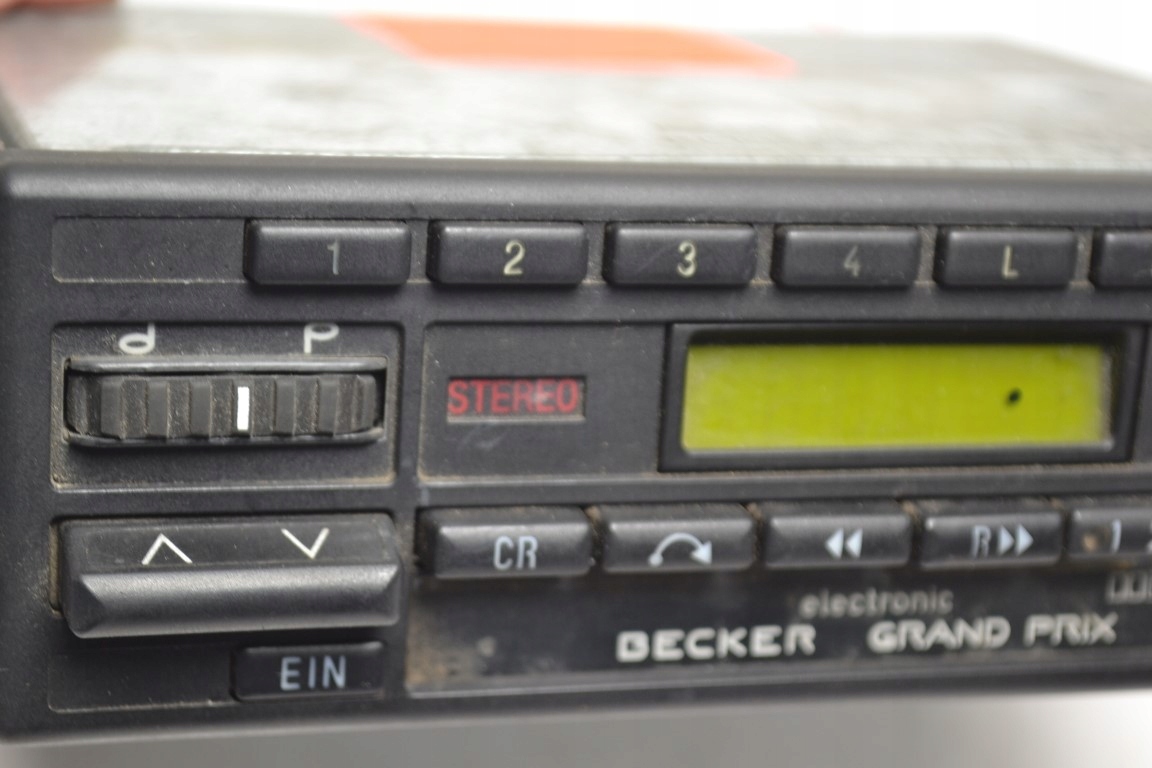 1 2 3 4 L
STEREO
CR R
EIN
electronic
BECKER GRAND PRIX